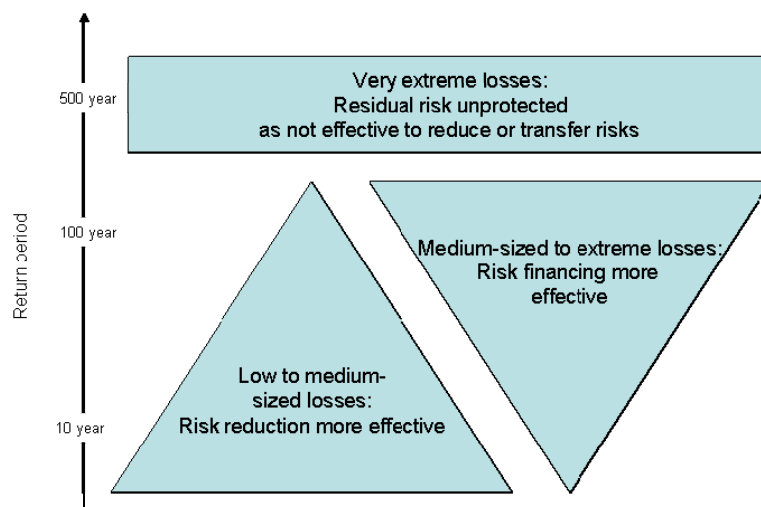 500 year
Very extreme losses:
Residual risk unprotected
as not effective to reduce or transfer risks
Return period
100 year
Medium-sized to extreme losses:
Risk financing more
effective
10 year
Low to medium-
sized losses:
Risk reduction more effective